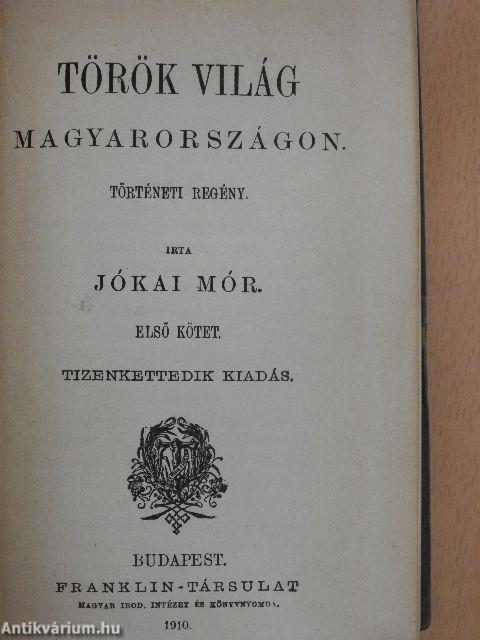 TÖRÖK VILÁG
MAGYARORSZÁGON.
TÖRTÉNETI REGÉNY.
IRTA
JÓKAI MÓR.
ELSŐ KÖTET.
TIZENKETTEDIK KIADÁS.
BUDAPEST.
FRANKLIN-TÁRSULAT
MAGYAR IROD. INTÉZET ÉS KÖNYVNYOMDA.
1910.
Antikvárium.hu